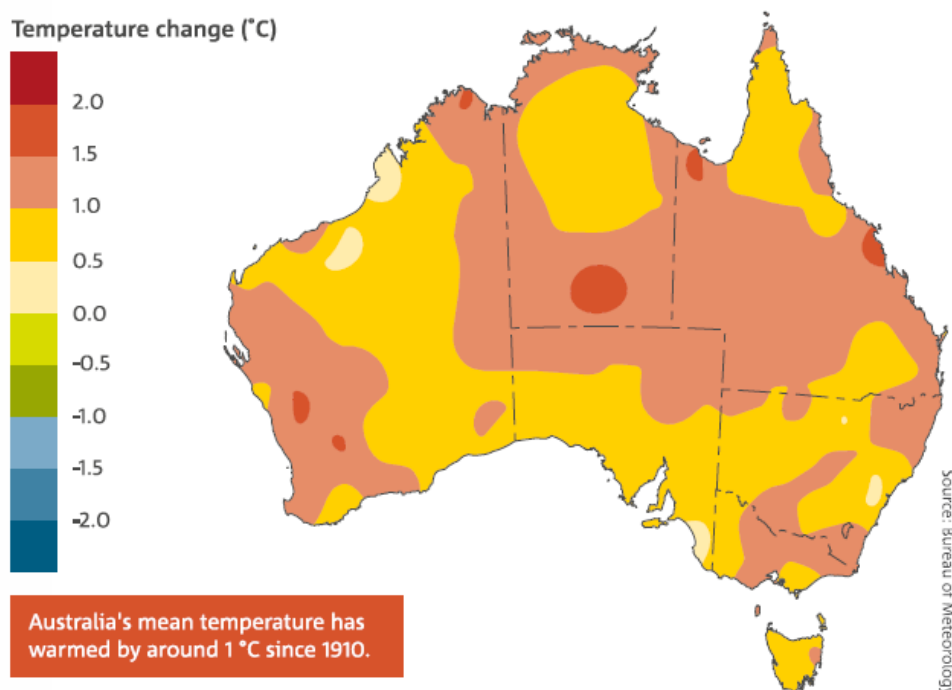 Temperature change (˚C)
2.0
1.5
1.0
0.5
0.0
-0.5
-1.0
-1.5
-2.0
Australia's mean temperature has
warmed by around 1 ˚C since 1910.
Source: Bureau of Meteorology